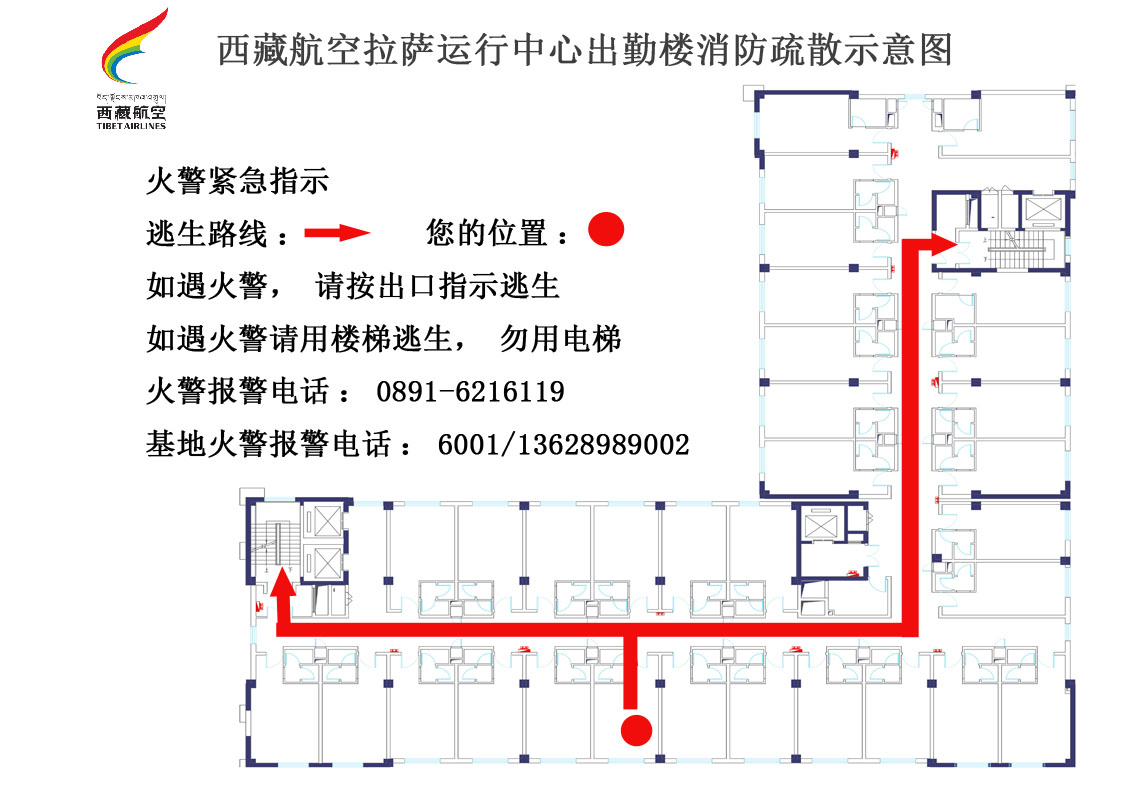 西藏航空拉萨运行中心出勤楼消防疏散示意图
西藏航空
TIBET AIRLINES
火警紧急指示
逃生路线： 您的位置：
如遇火警， 请按出口指示逃生
如遇火警请用楼梯逃生， 勿用电梯
火警报警电话： 0891-6216119
基地火警报警电话： 6001/13628989002
上
下
上
下